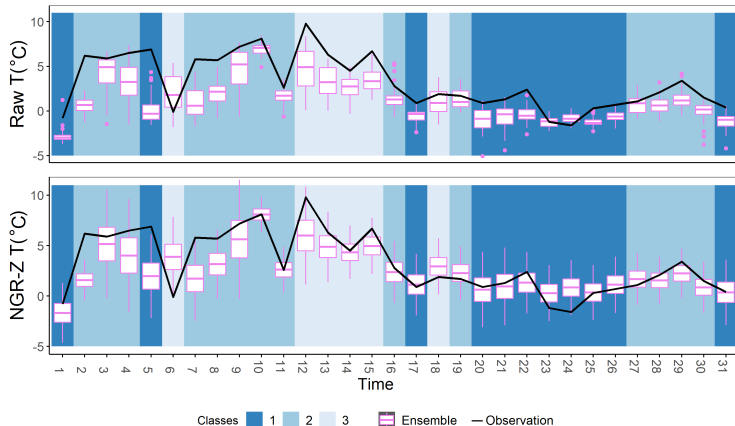 Raw T(°C)
10
5
0
-5
NGR-Z T(°C)
10
5
0
-5
1 2 3 4 5 6 7 8 9 10 11 12 13 14 15 16 17 18 19 20 21 22 23 24 25 26 27 28 29 30 31
Time
Classes 1 2 3 Ensemble Observation